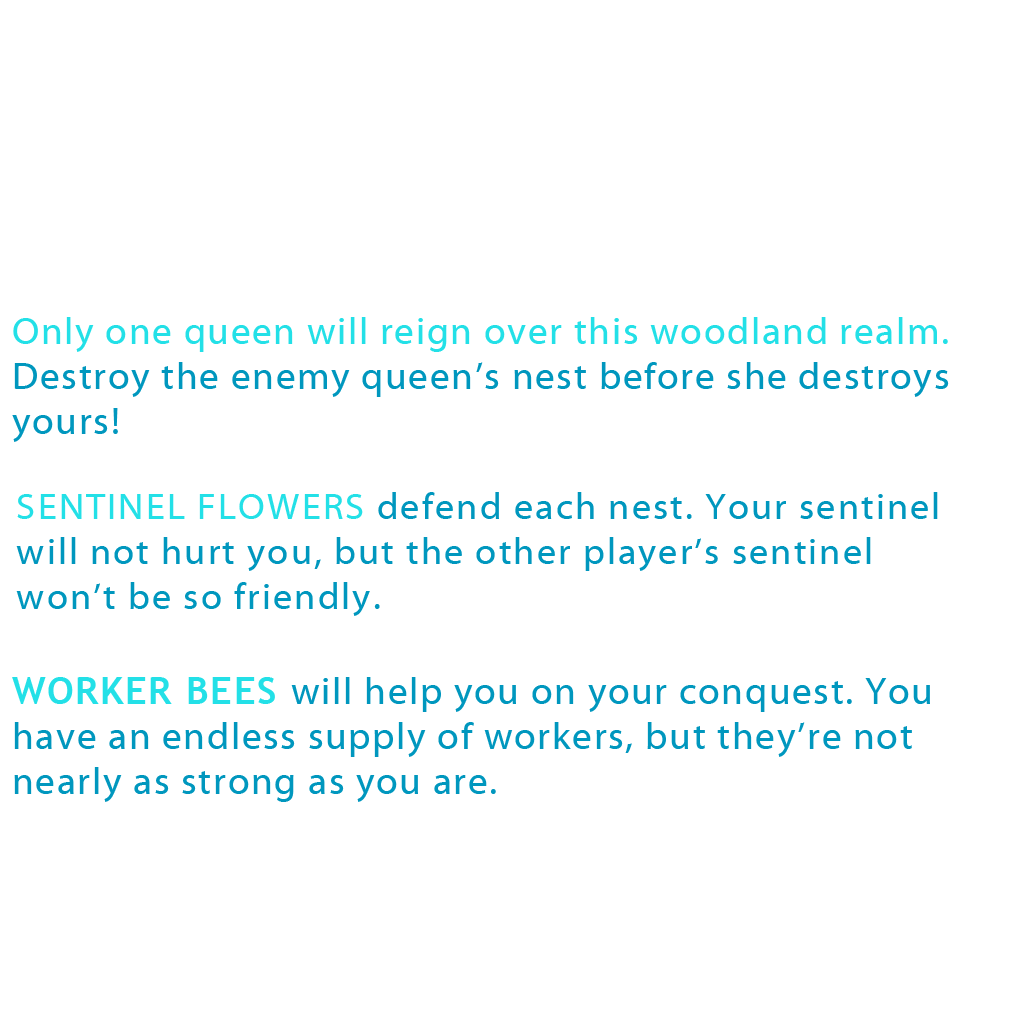 Only one queen will reign over this woodland realm.
Destroy the enemy queen’s nest before she destroys
yours!
SENTINEL FLOWERS defend each nest. Your sentinel
will not hurt you, but the other player’s sentinel
won’t be so friendly.
WORKER BEES will help you on your conquest. You
have an endless supply of workers, but they’re not
nearly as strong as you are.